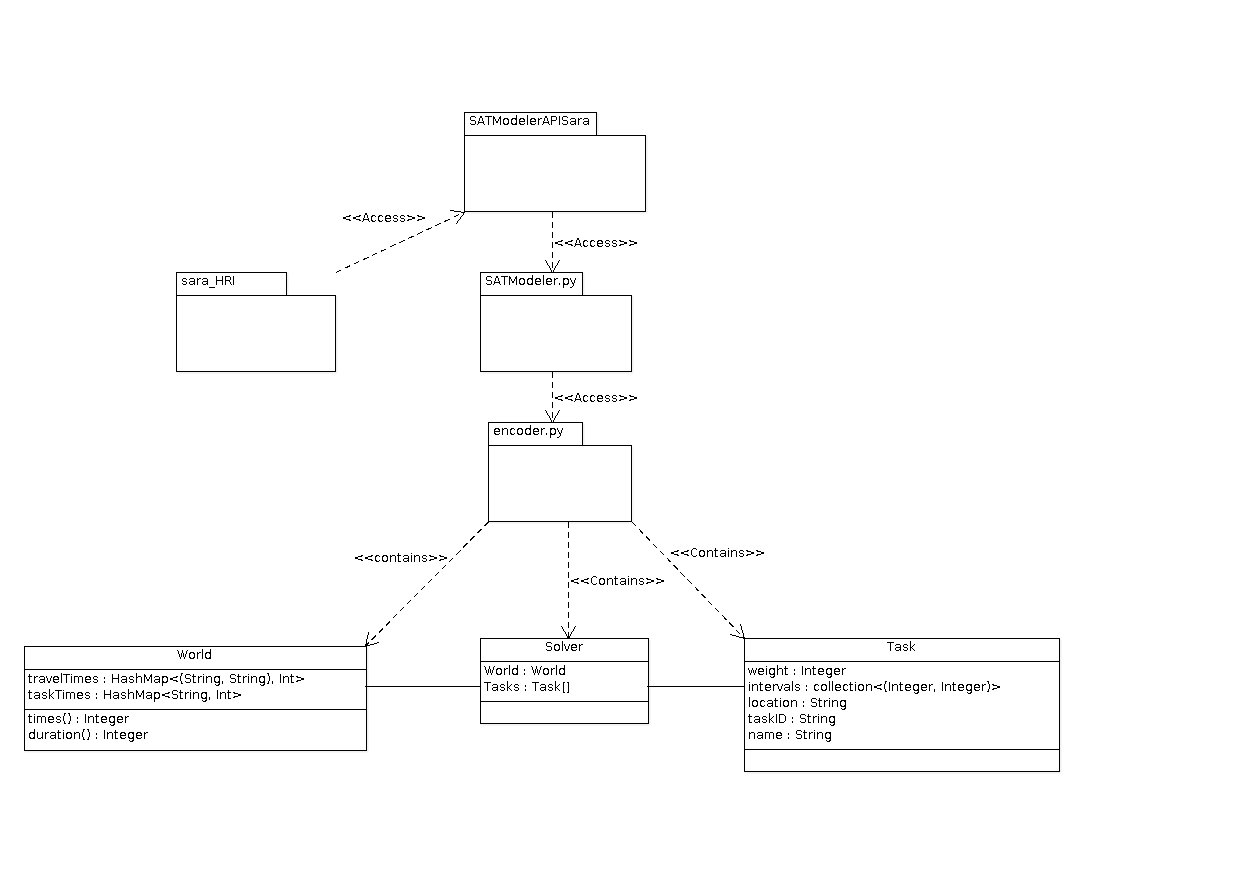 SATModelerAPISara
<<Access>>
<<Access>>
sara_HRI
SATModeler.py
<<Access>>
encoder.py
<<contains>>
<<Contains>>
<<Contains>>
World
travelTimes : HashMap<(String, String), Int>
taskTimes : HashMap<String, Int>
times() : Integer
duration() : Integer
Solver
World : World
Tasks : Task[]
Task
weight : Integer
intervals : collection<(Integer, Integer)>
location : String
taskID : String
name : String